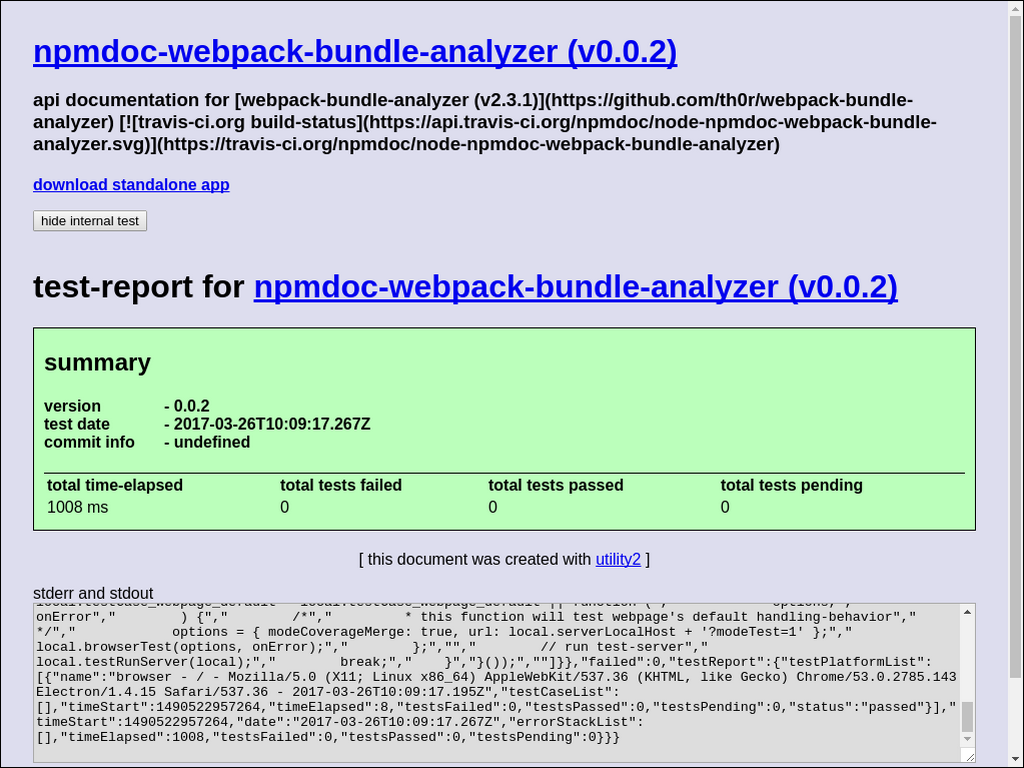 npmdoc-webpack-bundle-analyzer (v0.0.2)
api documentation for [webpack-bundle-analyzer (v2.3.1)](https://github.com/th0r/webpack-bundle-
analyzer) [![travis-ci.org build-status](https://api.travis-ci.org/npmdoc/node-npmdoc-webpack-bundle-
analyzer.svg)](https://travis-ci.org/npmdoc/node-npmdoc-webpack-bundle-analyzer)
download standalone app
hide internal test
test-report for npmdoc-webpack-bundle-analyzer (v0.0.2)
summary
version - 0.0.2
test date - 2017-03-26T10:09:17.267Z
commit info - undefined
total time-elapsed total tests failed total tests passed total tests pending
1008 ms 0 0 0
[ this document was created with utility2 ]
stderr and stdout
onError","        ) {","        /*","         * this function will test webpage's default handling-behavior","
*/","            options = { modeCoverageMerge: true, url: local.serverLocalHost + '?modeTest=1' };","
local.browserTest(options, onError);","        };","","        // run test-server","
local.testRunServer(local);","        break;","    }","}());",""]}},"failed":0,"testReport":{"testPlatformList":
[{"name":"browser - / - Mozilla/5.0 (X11; Linux x86_64) AppleWebKit/537.36 (KHTML, like Gecko) Chrome/53.0.2785.143
Electron/1.4.15 Safari/537.36 - 2017-03-26T10:09:17.195Z","testCaseList":
[],"timeStart":1490522957264,"timeElapsed":8,"testsFailed":0,"testsPassed":0,"testsPending":0,"status":"passed"}],"
timeStart":1490522957264,"date":"2017-03-26T10:09:17.267Z","errorStackList":
[],"timeElapsed":1008,"testsFailed":0,"testsPassed":0,"testsPending":0}}}